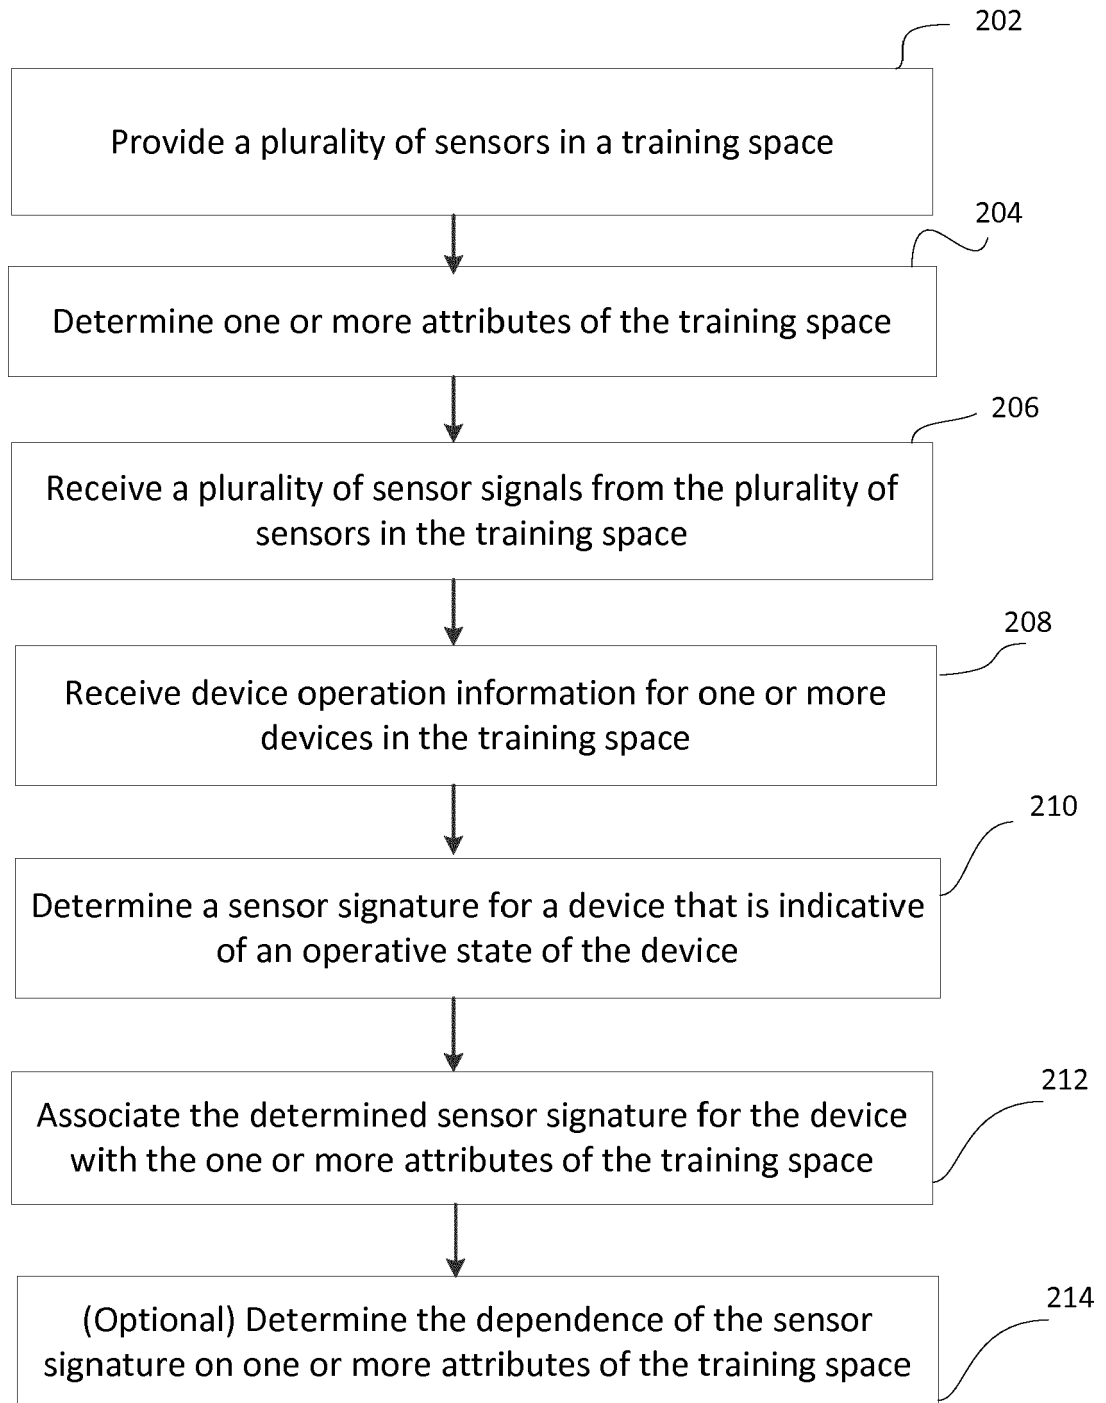 202
Provide a plurality of sensors in a training space
204
Determine one or more attributes of the training space
206
Receive a plurality of sensor signals from the plurality of
sensors in the training space
208
Receive device operation information for one or more
devices in the training space
210
Determine a sensor signature for a device that is indicative
of an operative state of the device
212
Associate the determined sensor signature for the device
with the one or more attributes of the training space
214
(Optional) Determine the dependence of the sensor
signature on one or more attributes of the training space